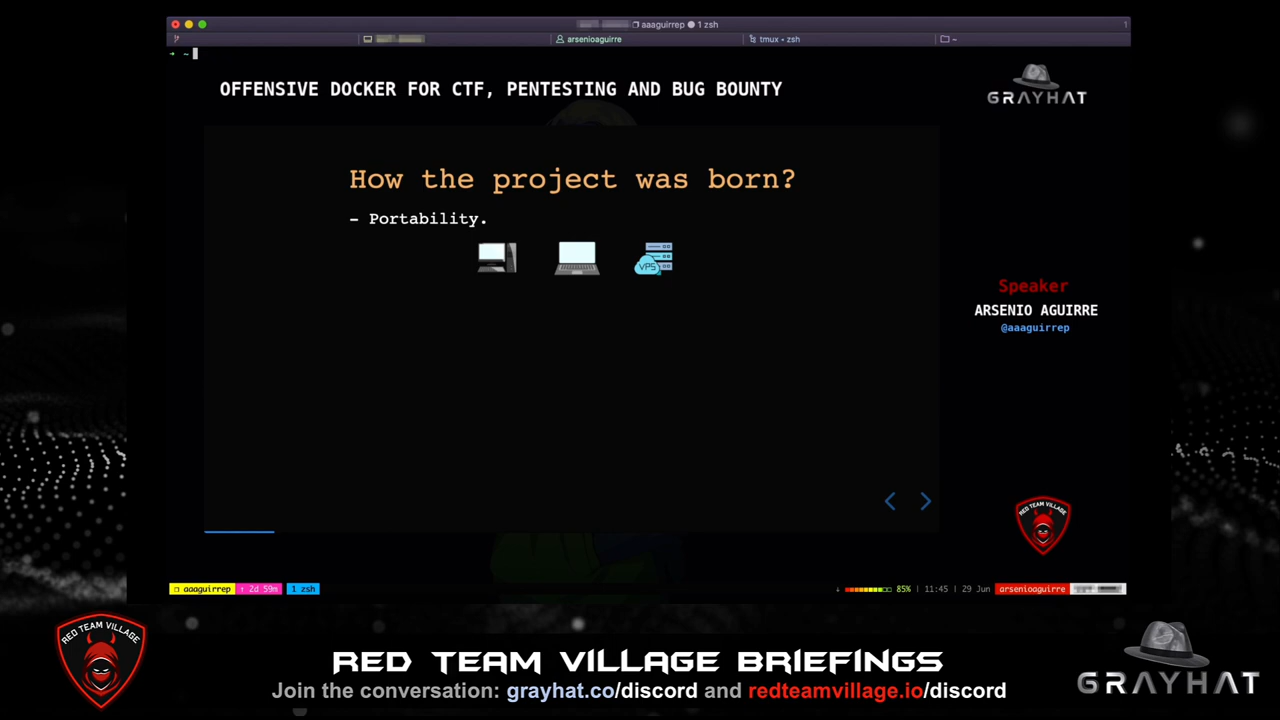 aaaguirrep ● 1 zsh
1
arsenioaguirre
tmux • zsh
~
➜ ~
OFFENSIVE DOCKER FOR CTF, PENTESTING AND BUG BOUNTY
GRAYHAT
How the project was born?
- Portability.
VPS
Speaker
ARSENIO AGUIRRE
@aaaguirrep
RED TEAM VILLAGE
aaaguirrep ↑ 2d 59m 1 zsh
↓ 85% | 11:45 | 29 Jun arsenioaguirre
RED TEAM VILLAGE
RED TEAM VILLAGE BRIEFINGS
Join the conversation: grayhat.co/discord and redteamvillage.io/discord
GRAYHAT